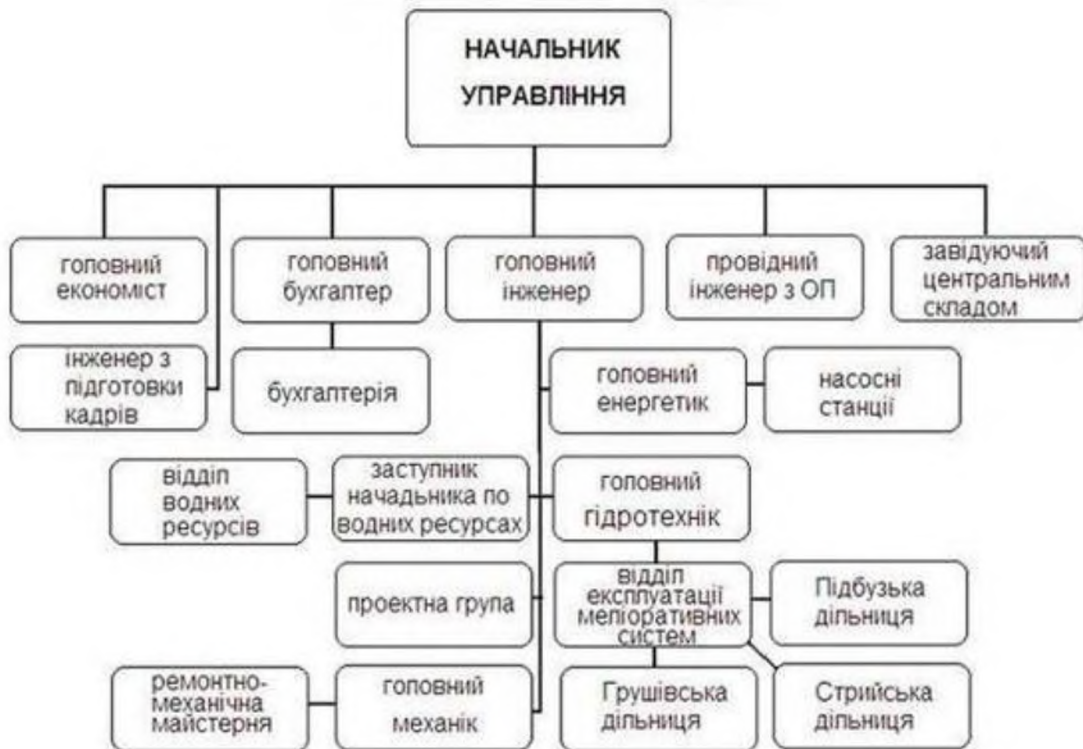 НАЧАЛЬНИК
УПРАВЛІННЯ
головний
економіст
головний
бухгалтер
головний
інженер
провідний
інженер з ОП
завідуючий
центральним
складом
інженер з
підготовки
кадрів
бухгалтерія
головний
енергетик
насосні
станції
відділ
водних
ресурсів
заступник
начадьника по
водних ресурсах
головний
гідротехнік
проектна група
відділ
експлуатації
меліоративних
систем
Підбузька
дільниця
ремонтно-
механічна
майстерня
головний
механік
Грушівська
дільниця
Стрийська
дільниця